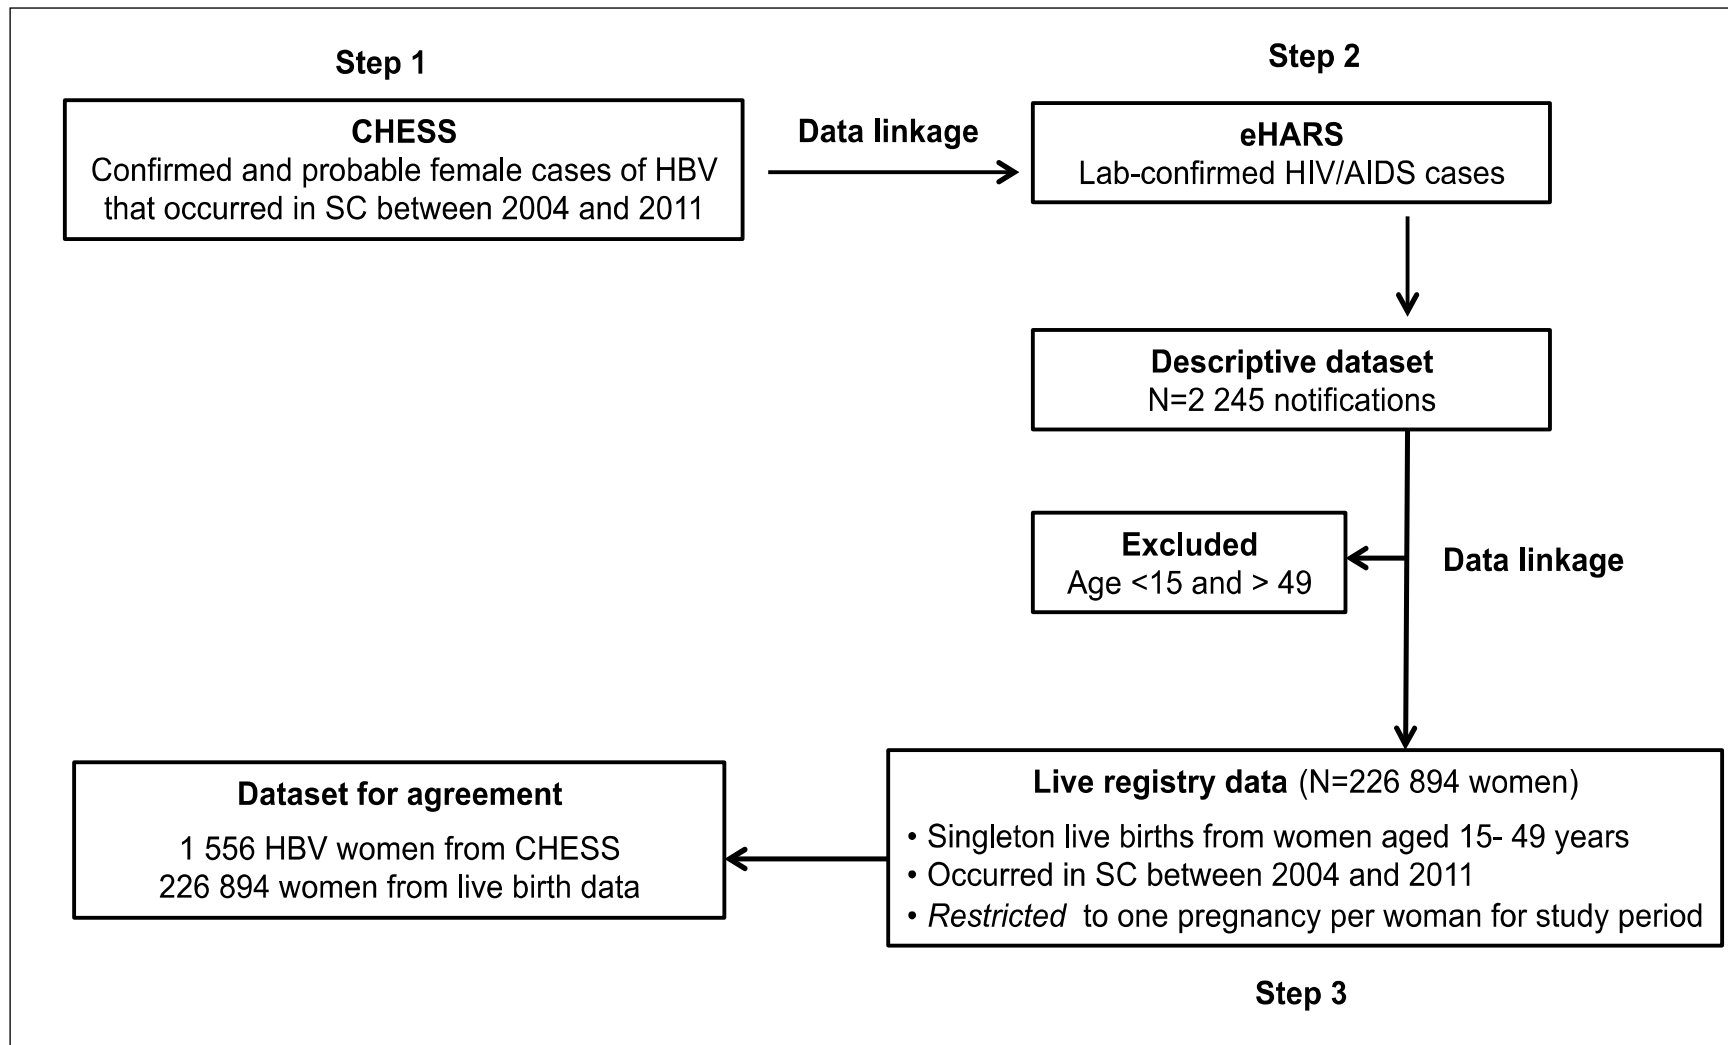 Step 1
CHESS
Confirmed and probable female cases of HBV
that occurred in SC between 2004 and 2011
Data linkage
Step 2
eHARS
Lab-confirmed HIV/AIDS cases
Descriptive dataset
N=2 245 notifications
Excluded
Age <15 and > 49
Data linkage
Live registry data (N=226 894 women)
• Singleton live births from women aged 15- 49 years
• Occurred in SC between 2004 and 2011
• Restricted to one pregnancy per woman for study period
Step 3
Dataset for agreement
1 556 HBV women from CHESS
226 894 women from live birth data